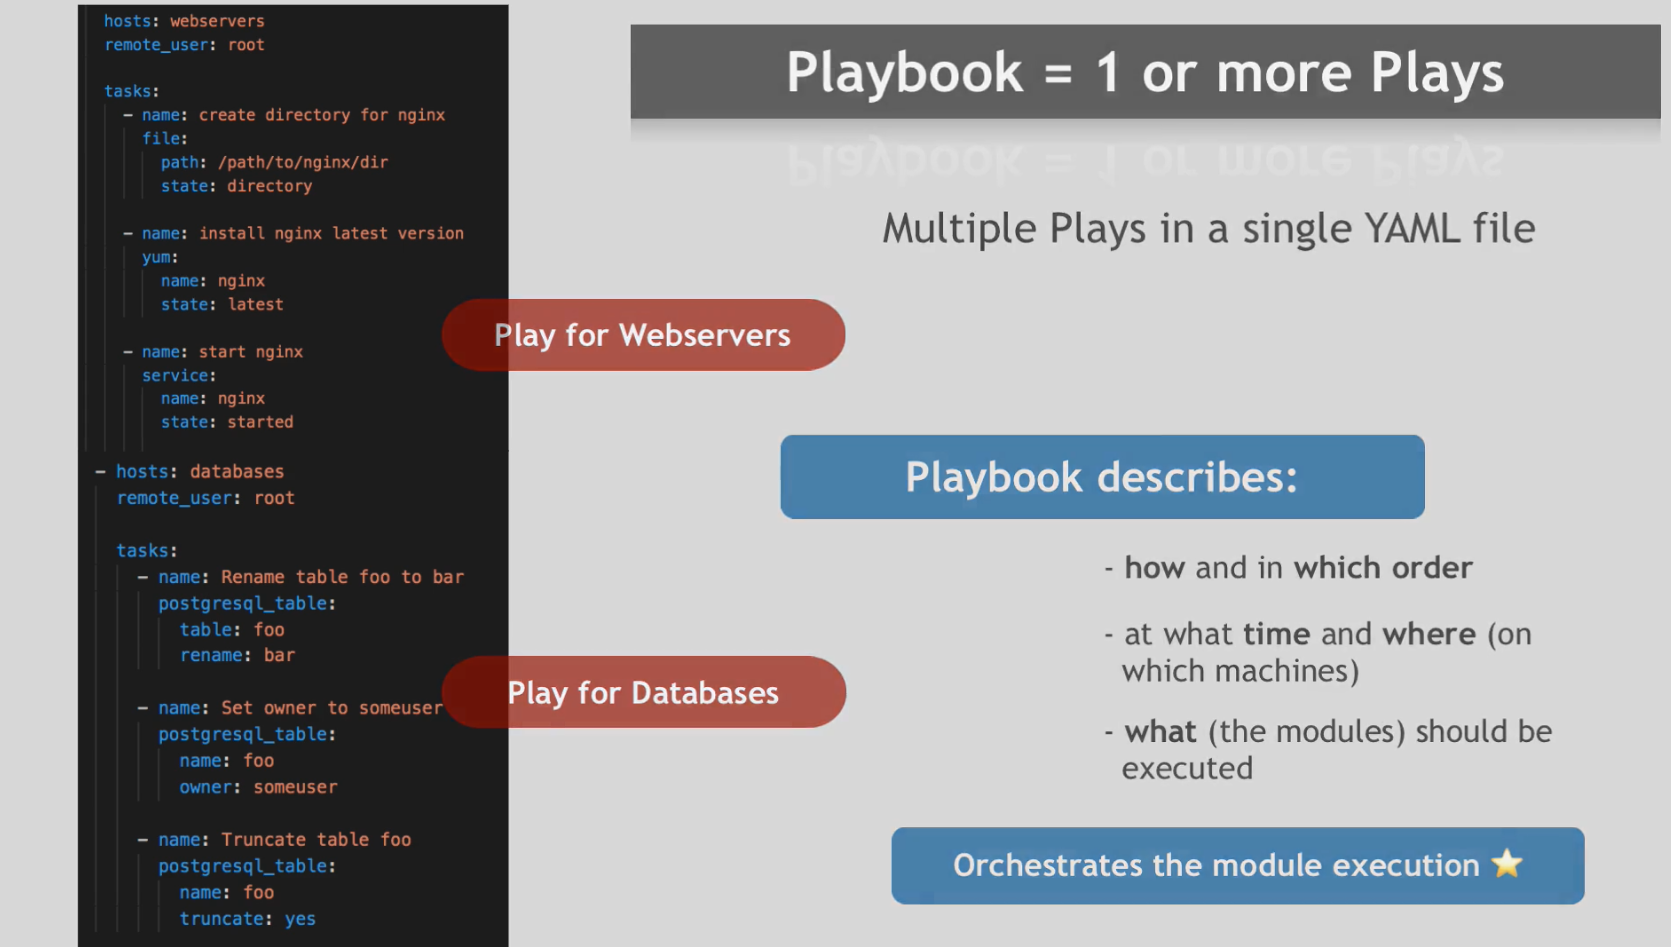 hosts: webservers
remote_user: root
tasks:
- name: create directory for nginx
file:
path: /path/to/nginx/dir
state: directory
- name: install nginx latest version
yum:
name: nginx
state: latest
- name: start nginx
service:
name: nginx
state: started
- hosts: databases
remote_user: root
tasks:
- name: Rename table foo to bar
postgresql_table:
table: foo
rename: bar
- name: Set owner to someuser
postgresql_table:
name: foo
owner: someuser
- name: Truncate table foo
postgresql_table:
name: foo
truncate: yes
Play for Webservers
Play for Databases
Playbook = 1 or more Plays
Multiple Plays in a single YAML file
Playbook describes:
- how and in which order
- at what time and where (on
which machines)
- what (the modules) should be
executed
Orchestrates the module execution ⭐